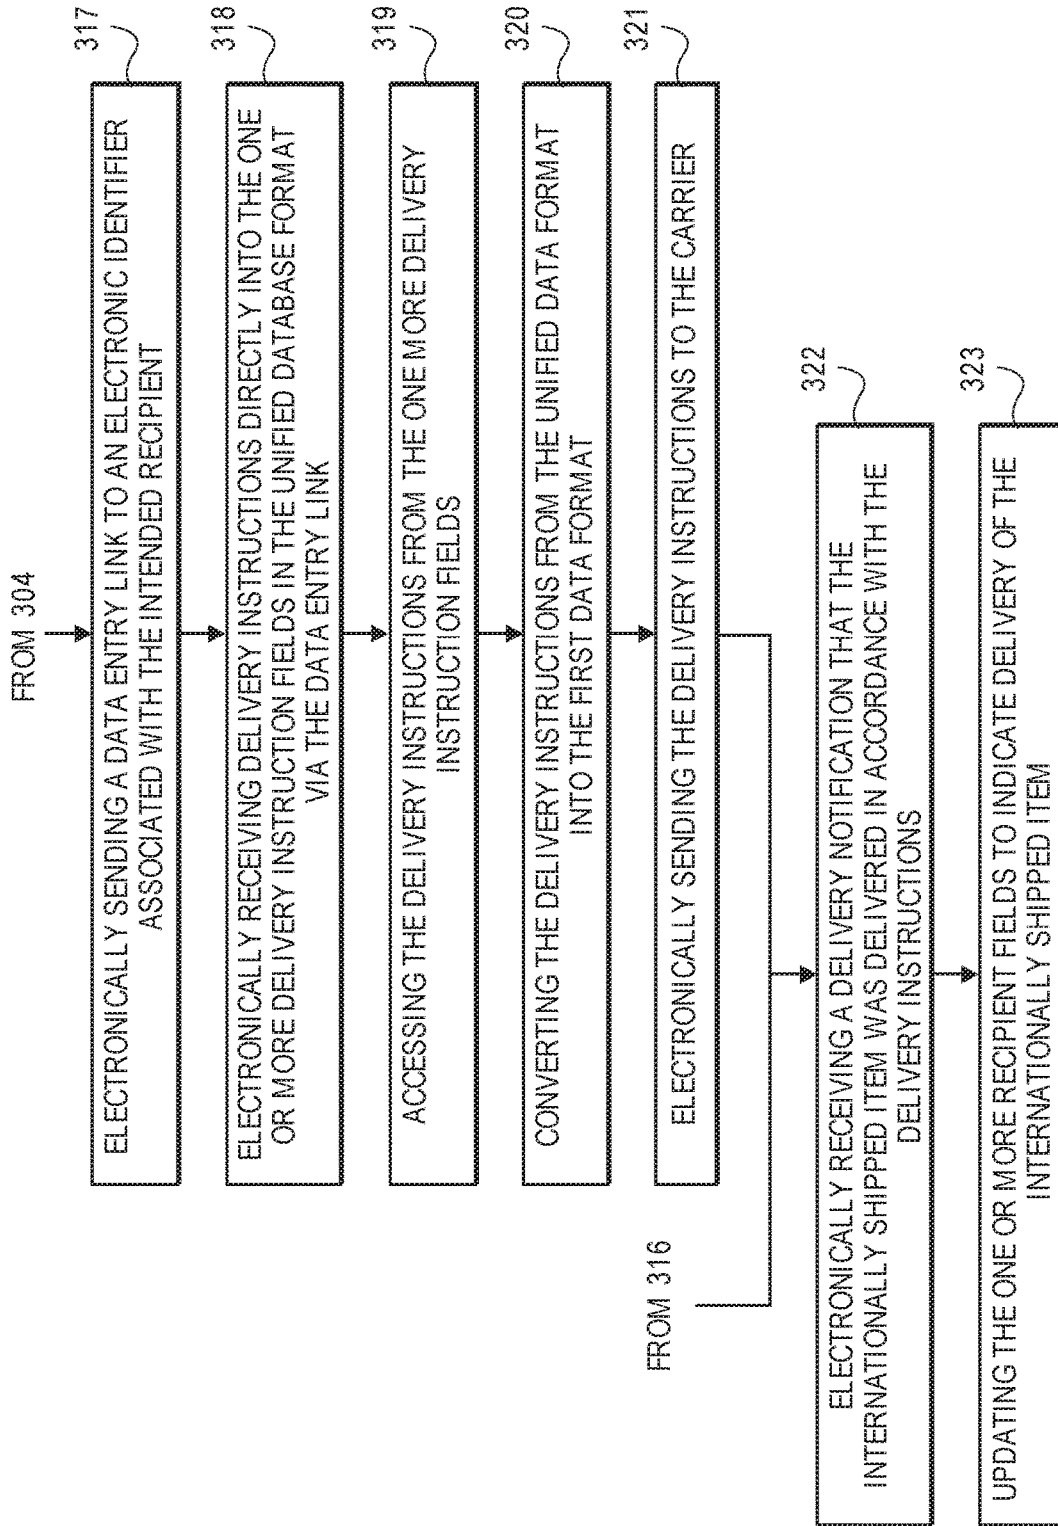 FROM 304
317
ELECTRONICALLY SENDING A DATA ENTRY LINK TO AN ELECTRONIC IDENTIFIER
ASSOCIATED WITH THE INTENDED RECIPIENT
318
ELECTRONICALLY RECEIVING DELIVERY INSTRUCTIONS DIRECTLY INTO THE ONE
OR MORE DELIVERY INSTRUCTION FIELDS IN THE UNIFIED DATABASE FORMAT
VIA THE DATA ENTRY LINK
319
ACCESSING THE DELIVERY INSTRUCTIONS FROM THE ONE MORE DELIVERY
INSTRUCTION FIELDS
320
CONVERTING THE DELIVERY INSTRUCTIONS FROM THE UNIFIED DATA FORMAT
INTO THE FIRST DATA FORMAT
321
ELECTRONICALLY SENDING THE DELIVERY INSTRUCTIONS TO THE CARRIER
FROM 316
322
ELECTRONICALLY RECEIVING A DELIVERY NOTIFICATION THAT THE
INTERNATIONALLY SHIPPED ITEM WAS DELIVERED IN ACCORDANCE WITH THE
DELIVERY INSTRUCTIONS
323
UPDATING THE ONE OR MORE RECIPIENT FIELDS TO INDICATE DELIVERY OF THE
INTERNATIONALLY SHIPPED ITEM